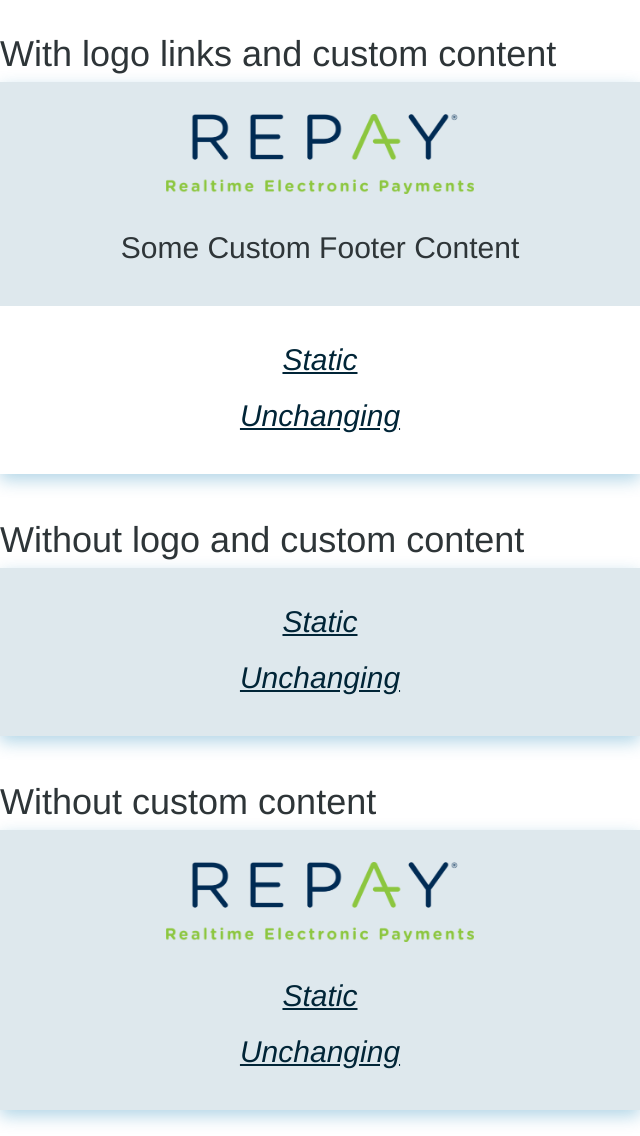 With logo links and custom content
REPAY®
Realtime Electronic Payments
Some Custom Footer Content
Static
Unchanging
Without logo and custom content
Static
Unchanging
Without custom content
REPAY®
Realtime Electronic Payments
Static
Unchanging